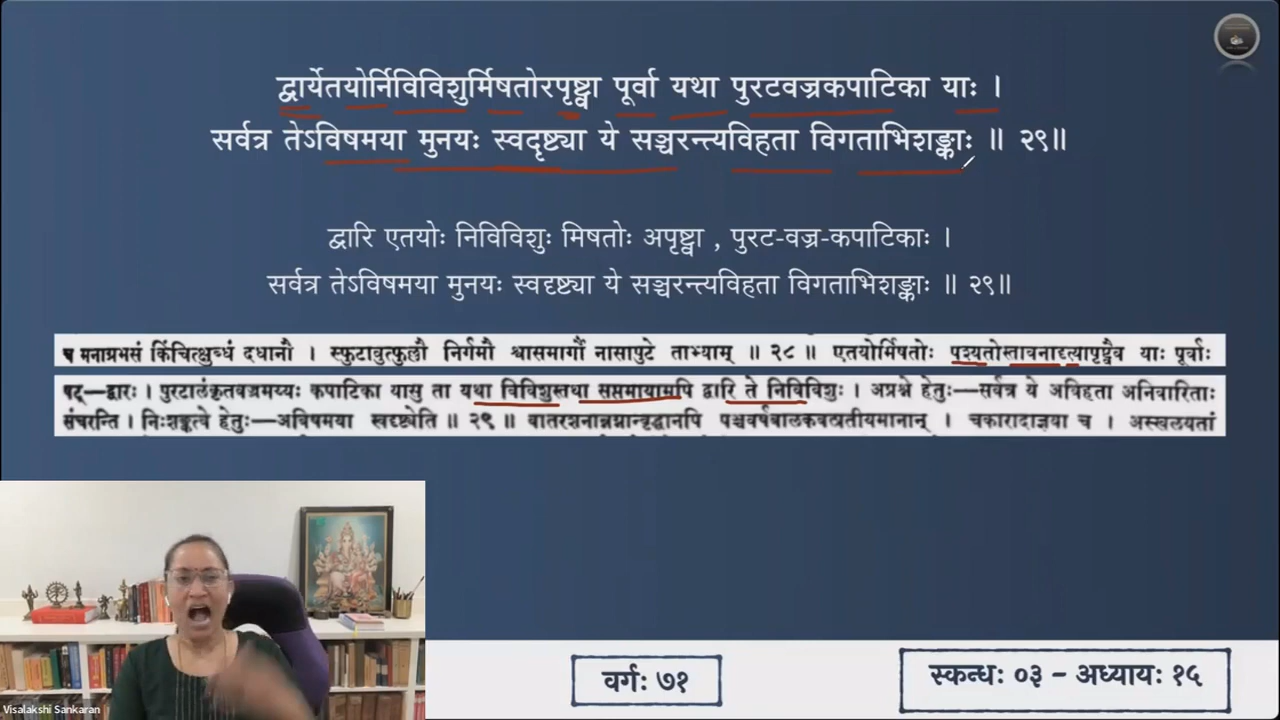 द्वार्येतयोर्निविविशुर्मिषतोरपृष्ट्वा पूर्वा यथा पुरटवज्रकपाटिका याः ।
सर्वत्र तेऽविषमया मुनयः स्वदृष्ट्या ये सञ्चरन्त्यविहता विगताभिशङ्काः ॥ २९॥
द्वारि एतयोः निविविशुः मिषतोः अपृष्ट्वा , पुरट-वज्र-कपाटिकाः ।
सर्वत्र तेऽविषमया मुनयः स्वदृष्ट्या ये सञ्चरन्त्यविहता विगताभिशङ्काः ॥ २९॥
च मनाग्रभसं किंचित्क्षुब्धं दधानौ । स्फुटावुत्फुल्लौ निर्गमौ श्वासमार्गौ नासापुटे ताभ्याम् ॥ २८ ॥ एतयोर्मिषतोः पश्यतोस्तावनादृत्यापृष्ट्वैव याः पूर्वाः
षट्—द्वारः । पुरटालंकृतवज्रमय्यः कपाटिका यासु ता यथा विविशुस्तथा सप्तमायामपि द्वारि ते निविविशुः । अप्रश्ने हेतुः—सर्वत्र ये अविहता अनिवारिताः
संचरन्ति । निःशङ्कत्वे हेतुः—अविषमया स्वदृष्ट्येति ॥ २९ ॥ वातरशनान्नग्नान्वृद्धानपि पञ्चवर्षबालकवत्प्रतीयमानान् । चकारादाज्ञया च । अस्खलयतां
Visalakshi Sankaran
वर्गः ७१
स्कन्धः ०३ – अध्यायः १५